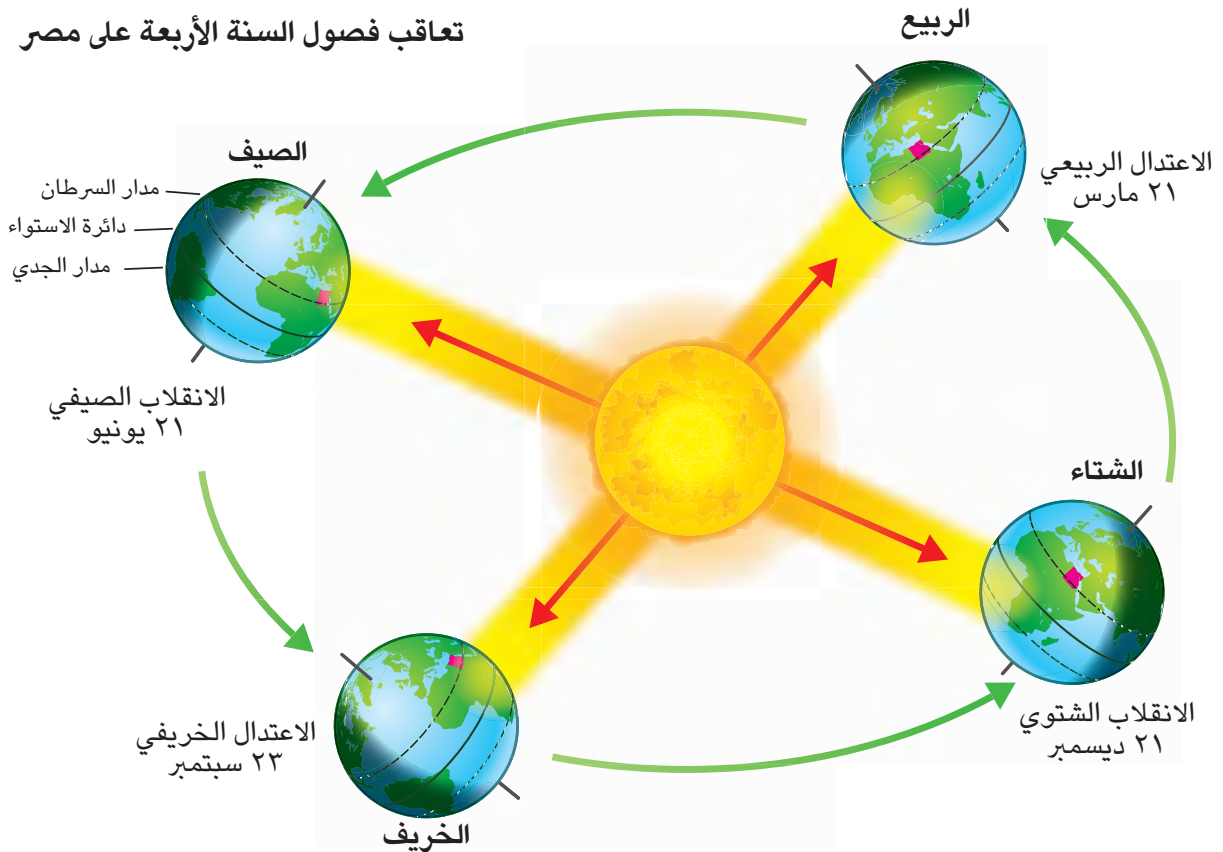 تعاقب فصول السنة الأربعة على مصر
الربيع
الاعتدال الربيعي
٢١ مارس
الصيف
مدار السرطان
دائرة الاستواء
مدار الجدي
الانقلاب الصيفي
٢١ يونيو
الشتاء
الانقلاب الشتوي
٢١ ديسمبر
الاعتدال الخريفي
٢٣ سبتمبر
الخريف